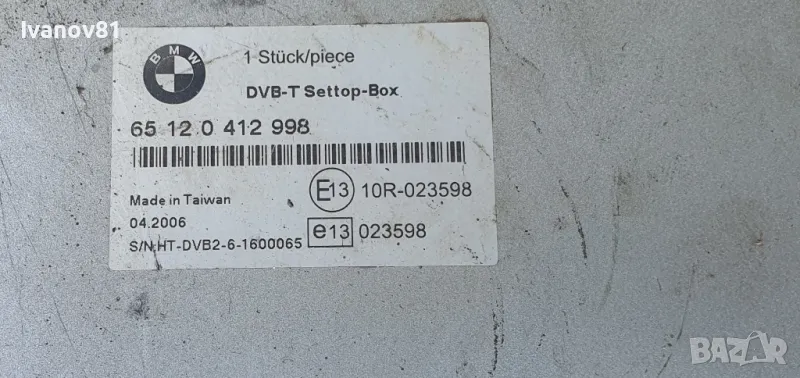 Ivanov81
BMW
1 Stück/piece
DVB-T Settop-Box
65 12 0 412 998
E13 10R-023598
Made in Taiwan
04.2006
e13 023598
S/N:HT-DVB2-6-1600065
BAZAR